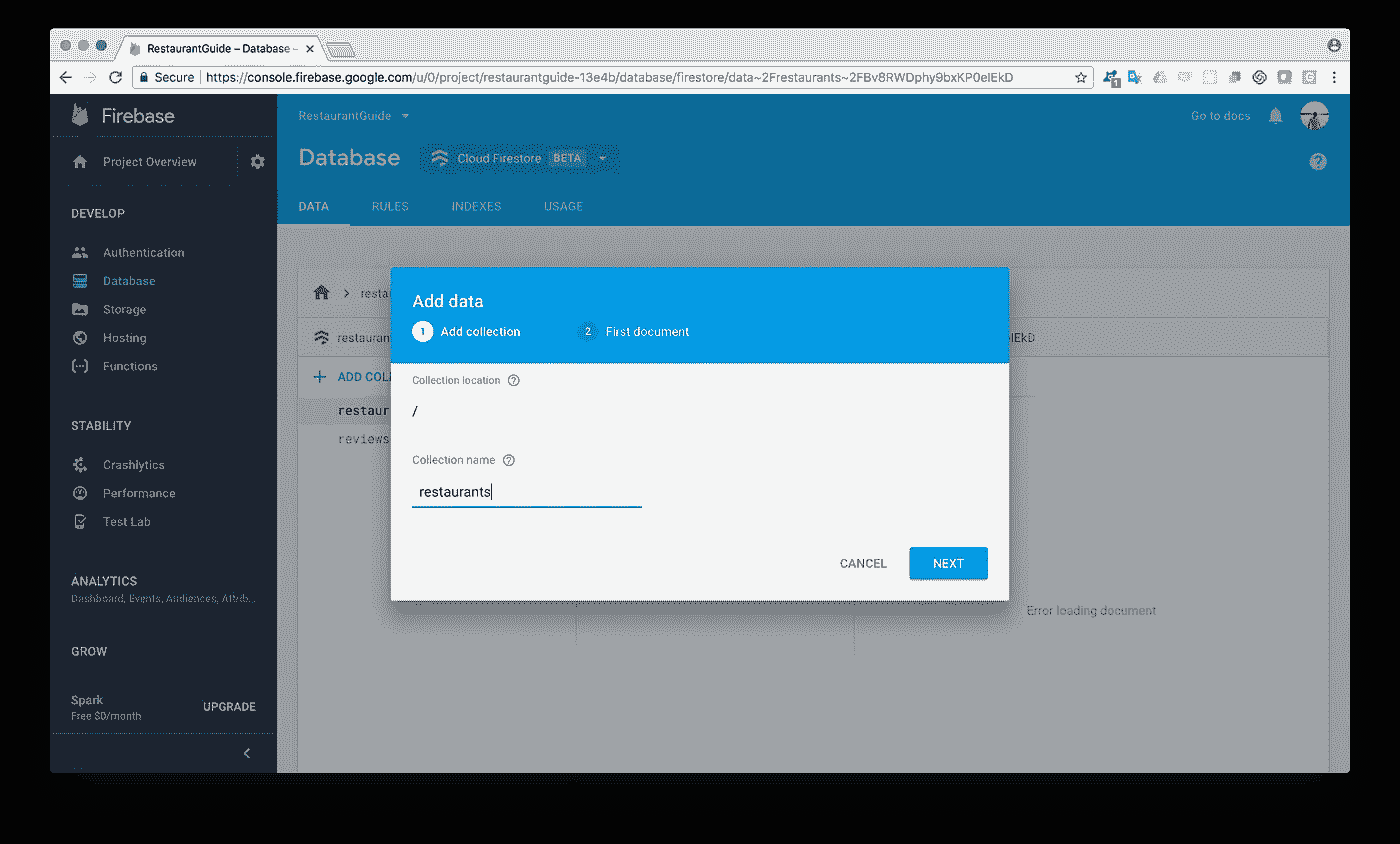 RestaurantGuide – Database –
Secure https://console.firebase.google.com/u/0/project/restaurantguide-13e4b/database/firestore/data~2Frestaurants~2FBv8RWDphy9bxKP0elEkD
1
Firebase
RestaurantGuide
Go to docs
Project Overview
Database
Cloud Firestore BETA
?
DATA RULES INDEXES USAGE
DEVELOP
Authentication
Database
Storage
Hosting
Functions
STABILITY
Crashlytics
Performance
Test Lab
ANALYTICS
Dashboard, Events, Audiences, Attrib...
GROW
Spark
Free $0/month
UPGRADE
restau
restauran
lEkD
ADD COLL
restaur
reviews
Add data
1 Add collection
2 First document
Collection location ?
/
Collection name ?
restaurants
CANCEL
NEXT
Error loading document